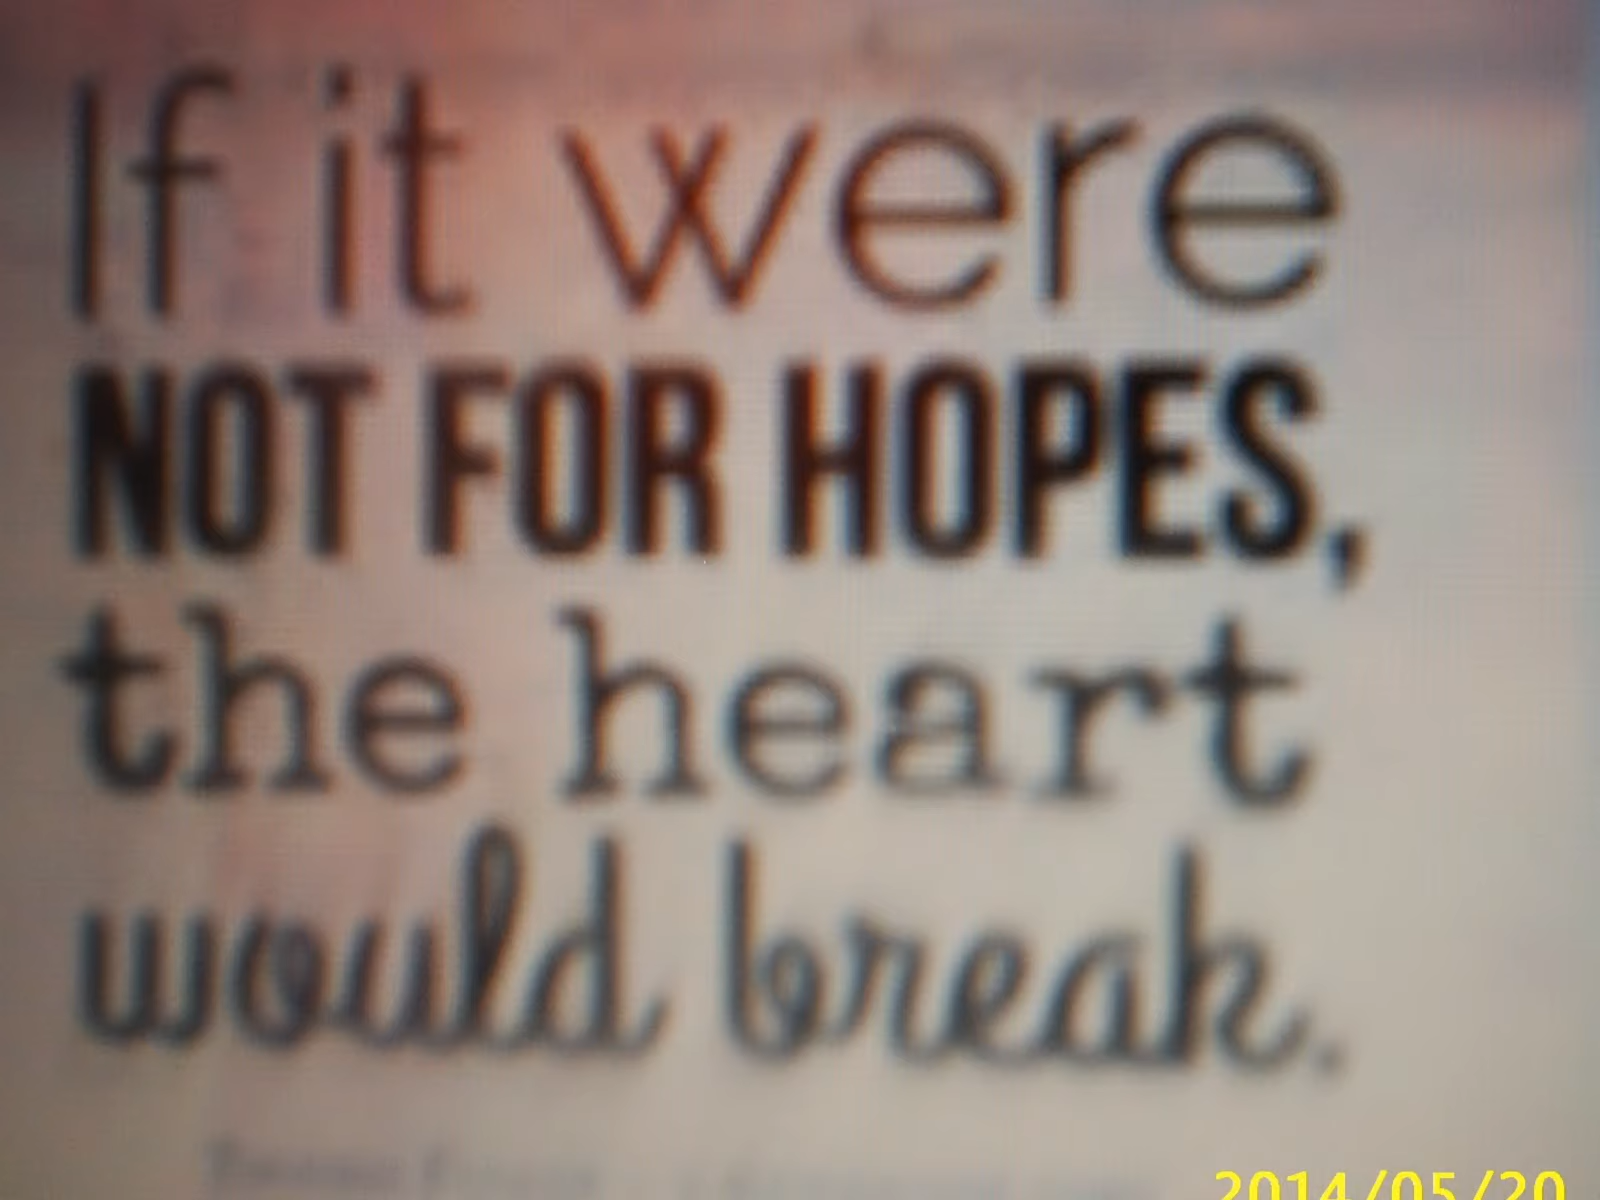 If it were
NOT FOR HOPES,
the heart
would break.
2014/05/20